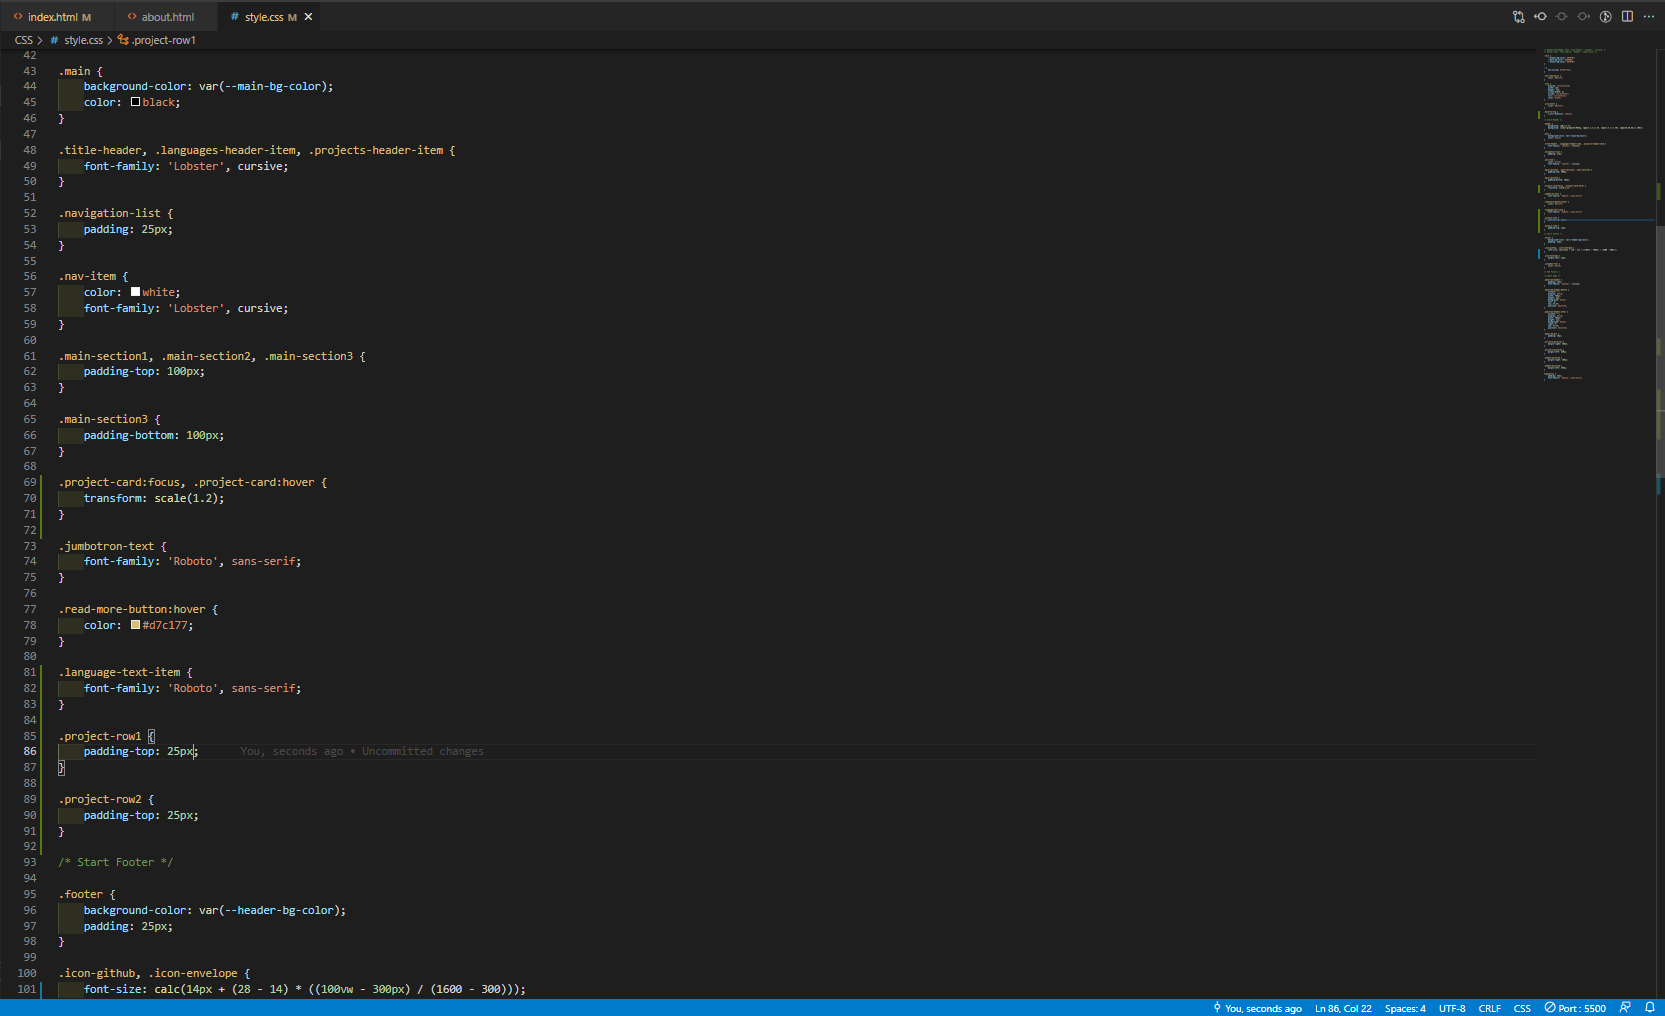 index.html M about.html # style.css M
CSS > # style.css > .project-row1
42
43 .main {
44 background-color: var(--main-bg-color);
45 color: black;
46 }
47
48 .title-header, .languages-header-item, .projects-header-item {
49 font-family: 'Lobster', cursive;
50 }
51
52 .navigation-list {
53 padding: 25px;
54 }
55
56 .nav-item {
57 color: white;
58 font-family: 'Lobster', cursive;
59 }
60
61 .main-section1, .main-section2, .main-section3 {
62 padding-top: 100px;
63 }
64
65 .main-section3 {
66 padding-bottom: 100px;
67 }
68
69 .project-card:focus, .project-card:hover {
70 transform: scale(1.2);
71 }
72
73 .jumbotron-text {
74 font-family: 'Roboto', sans-serif;
75 }
76
77 .read-more-button:hover {
78 color: #d7c177;
79 }
80
81 .language-text-item {
82 font-family: 'Roboto', sans-serif;
83 }
84
85 .project-row1 {
86 padding-top: 25px; You, seconds ago • Uncommitted changes
87 }
88
89 .project-row2 {
90 padding-top: 25px;
91 }
92
93 /* Start Footer */
94
95 .footer {
96 background-color: var(--header-bg-color);
97 padding: 25px;
98 }
99
100 .icon-github, .icon-envelope {
101 font-size: calc(14px + (28 - 14) * ((100vw - 300px) / (1600 - 300)));
You, seconds ago Ln 86, Col 22 Spaces: 4 UTF-8 CRLF CSS Port : 5500